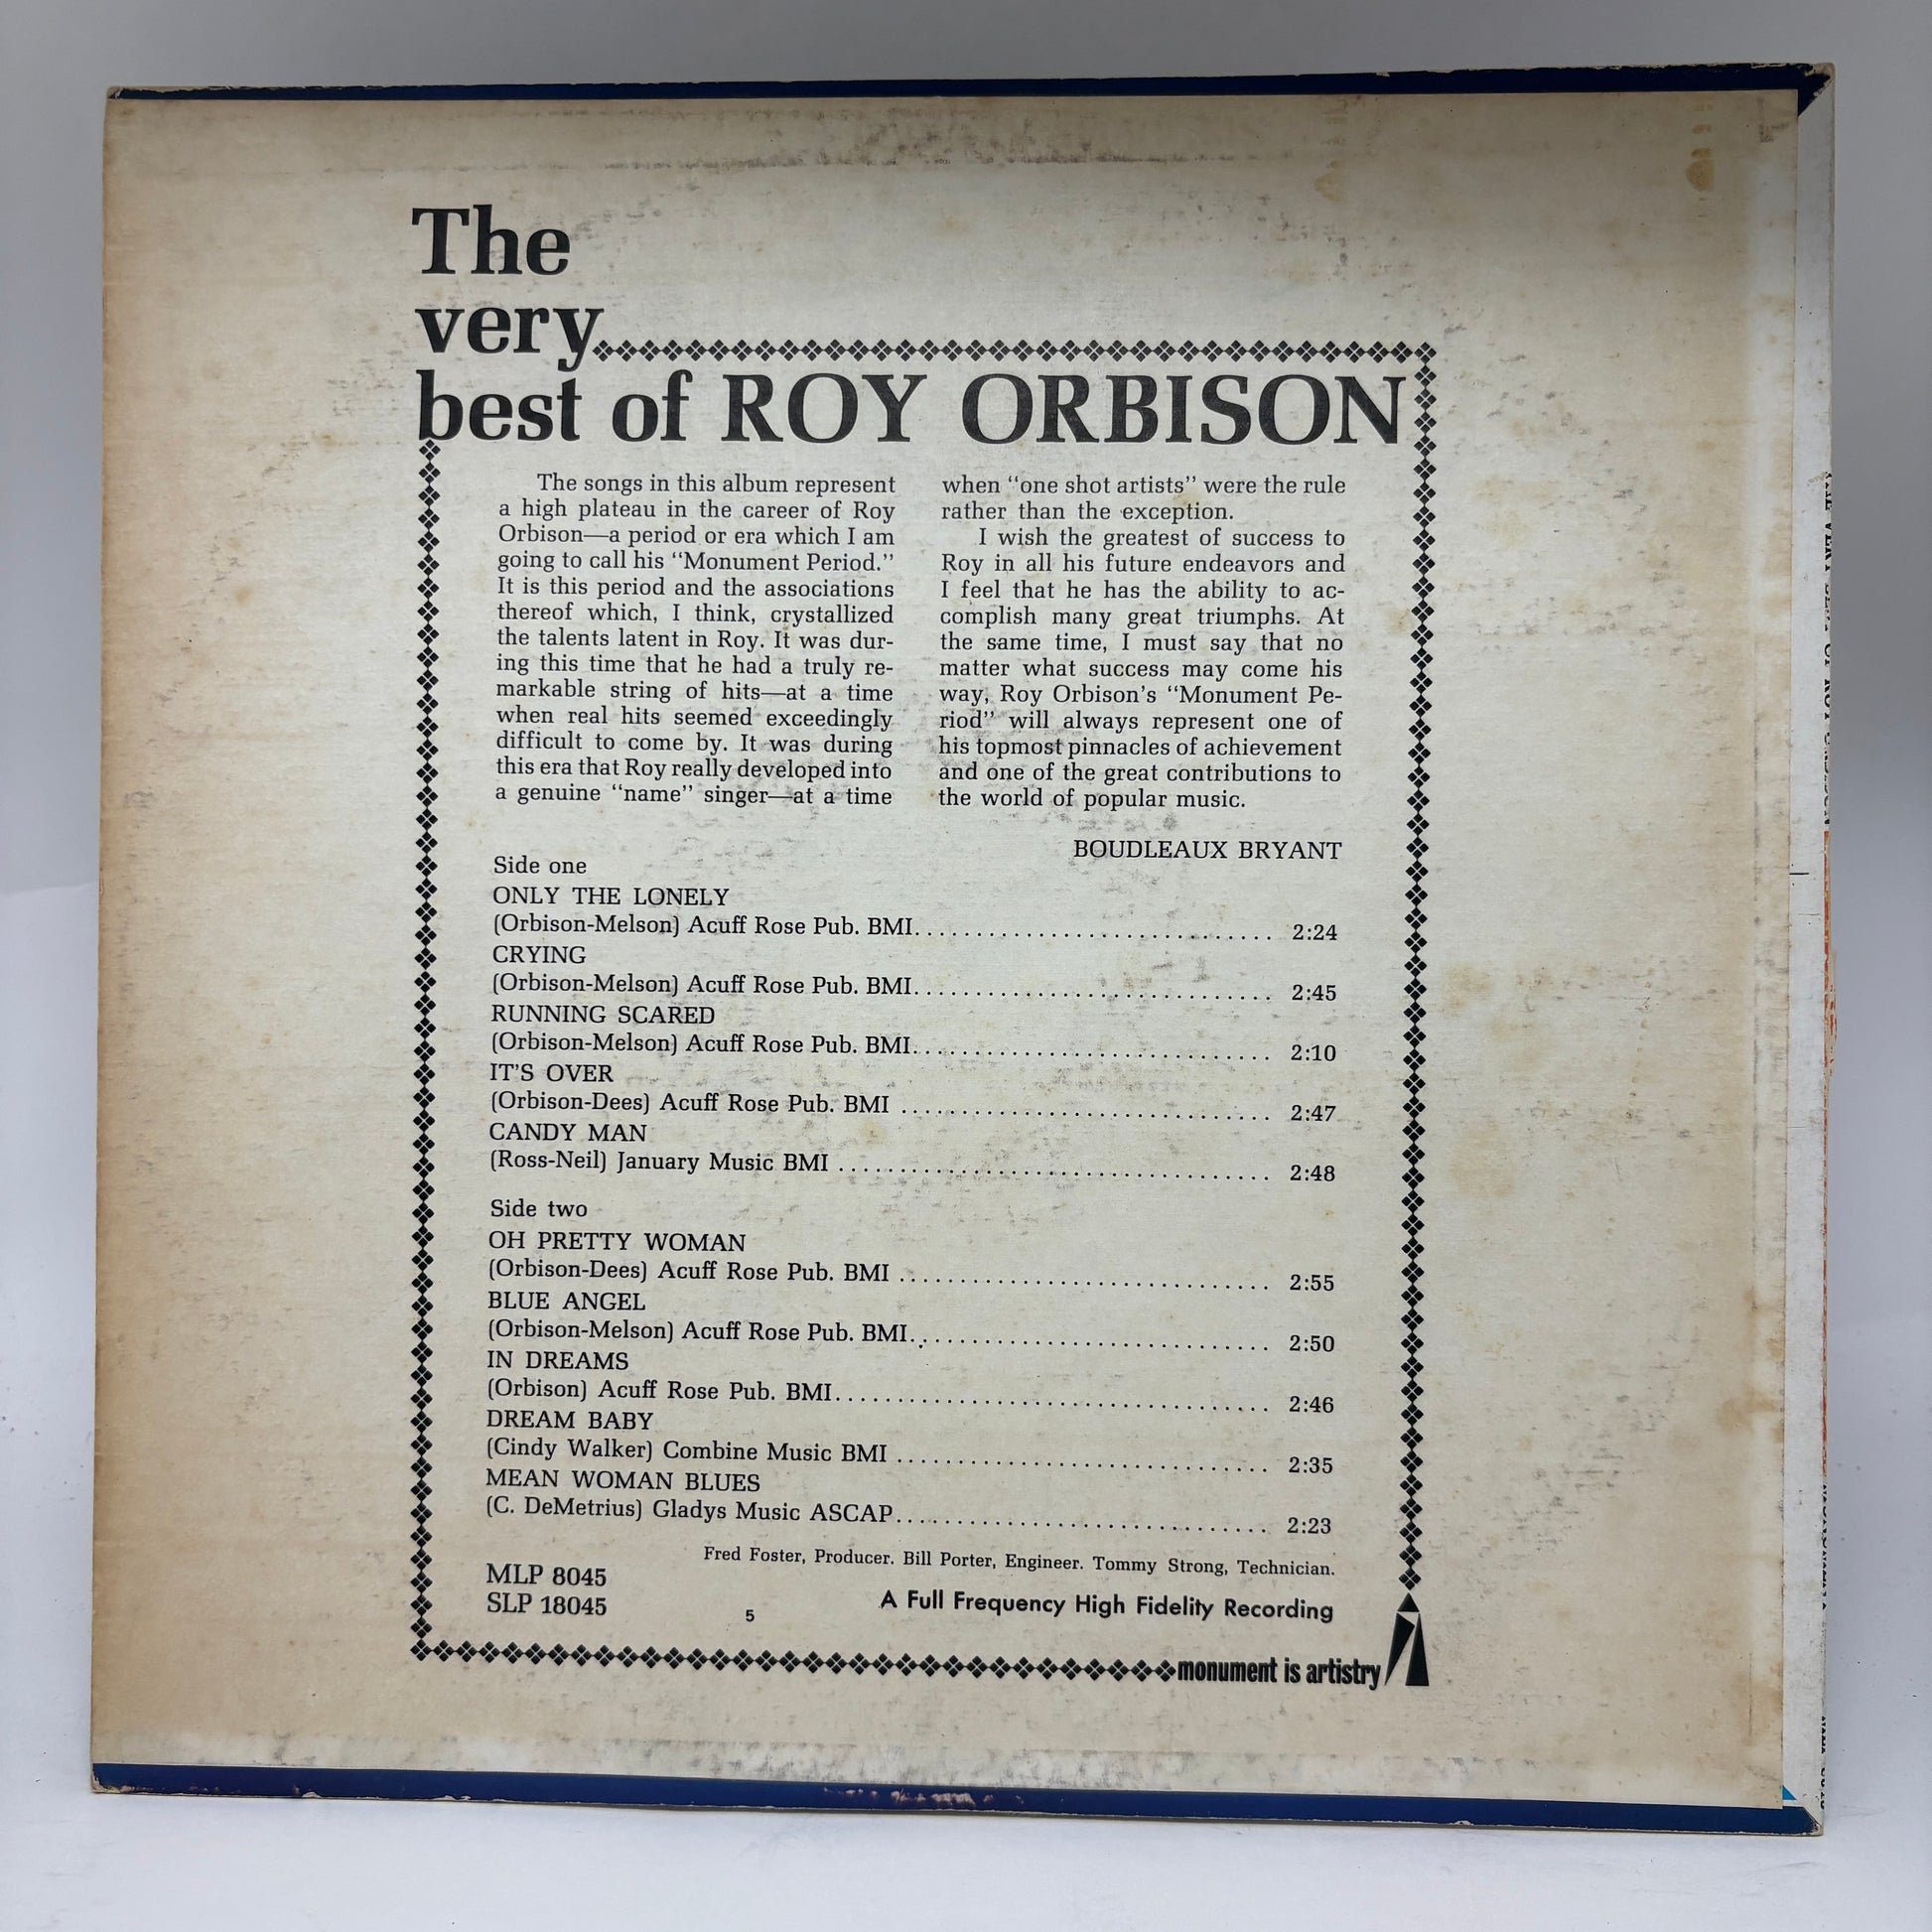 The
very
best of ROY ORBISON
The songs in this album represent
a high plateau in the career of Roy
Orbison—a period or era which I am
going to call his "Monument Period."
It is this period and the associations
thereof which, I think, crystallized
the talents latent in Roy. It was dur-
ing this time that he had a truly re-
markable string of hits—at a time
when real hits seemed exceedingly
difficult to come by. It was during
this era that Roy really developed into
a genuine "name" singer—at a time
when "one shot artists" were the rule
rather than the exception.
I wish the greatest of success to
Roy in all his future endeavors and
I feel that he has the ability to ac-
complish many great triumphs. At
the same time, I must say that no
matter what success may come his
way, Roy Orbison's "Monument Pe-
riod" will always represent one of
his topmost pinnacles of achievement
and one of the great contributions to
the world of popular music.
BOUDLEAUX BRYANT
Side one
ONLY THE LONELY
(Orbison-Melson) Acuff Rose Pub. BMI.............................. 2:24
CRYING
(Orbison-Melson) Acuff Rose Pub. BMI.............................. 2:45
RUNNING SCARED
(Orbison-Melson) Acuff Rose Pub. BMI.............................. 2:10
IT'S OVER
(Orbison-Dees) Acuff Rose Pub. BMI ............................... 2:47
CANDY MAN
(Ross-Neil) January Music BMI .................................... 2:48
Side two
OH PRETTY WOMAN
(Orbison-Dees) Acuff Rose Pub. BMI ............................... 2:55
BLUE ANGEL
(Orbison-Melson) Acuff Rose Pub. BMI.............................. 2:50
IN DREAMS
(Orbison) Acuff Rose Pub. BMI.................................... 2:46
DREAM BABY
(Cindy Walker) Combine Music BMI ............................... 2:35
MEAN WOMAN BLUES
(C. DeMetrius) Gladys Music ASCAP............................... 2:23
Fred Foster, Producer. Bill Porter, Engineer. Tommy Strong, Technician.
MLP 8045
SLP 18045
5
A Full Frequency High Fidelity Recording
monument is artistry